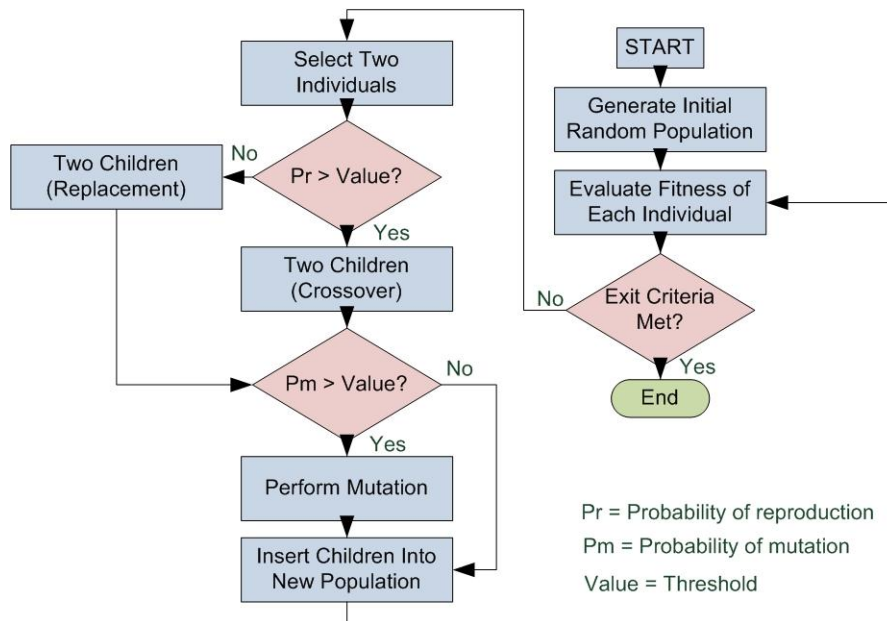 START
Generate Initial
Random Population
Evaluate Fitness of
Each Individual
Exit Criteria
Met?
No
Yes
End
Select Two
Individuals
Pr > Value?
No
Yes
Two Children
(Replacement)
Two Children
(Crossover)
Pm > Value?
No
Yes
Perform Mutation
Insert Children Into
New Population
Pr = Probability of reproduction
Pm = Probability of mutation
Value = Threshold